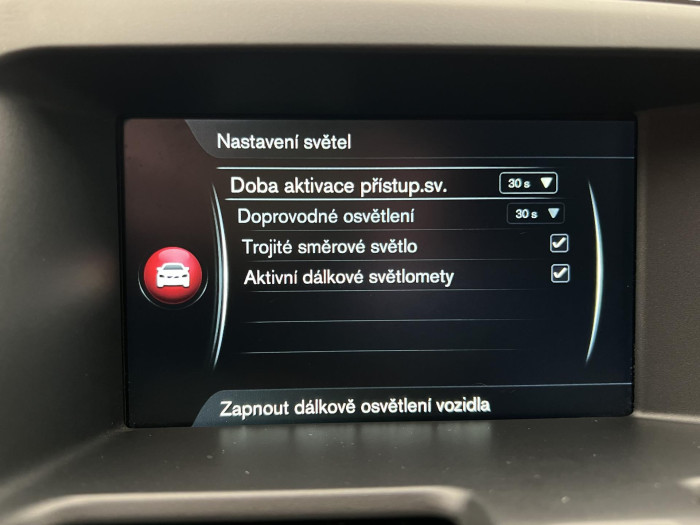 Nastavení světel
Doba aktivace přístup.sv. 30 s
Doprovodné osvětlení 30 s
Trojité směrové světlo
Aktivní dálkové světlomety
Zapnout dálkově osvětlení vozidla